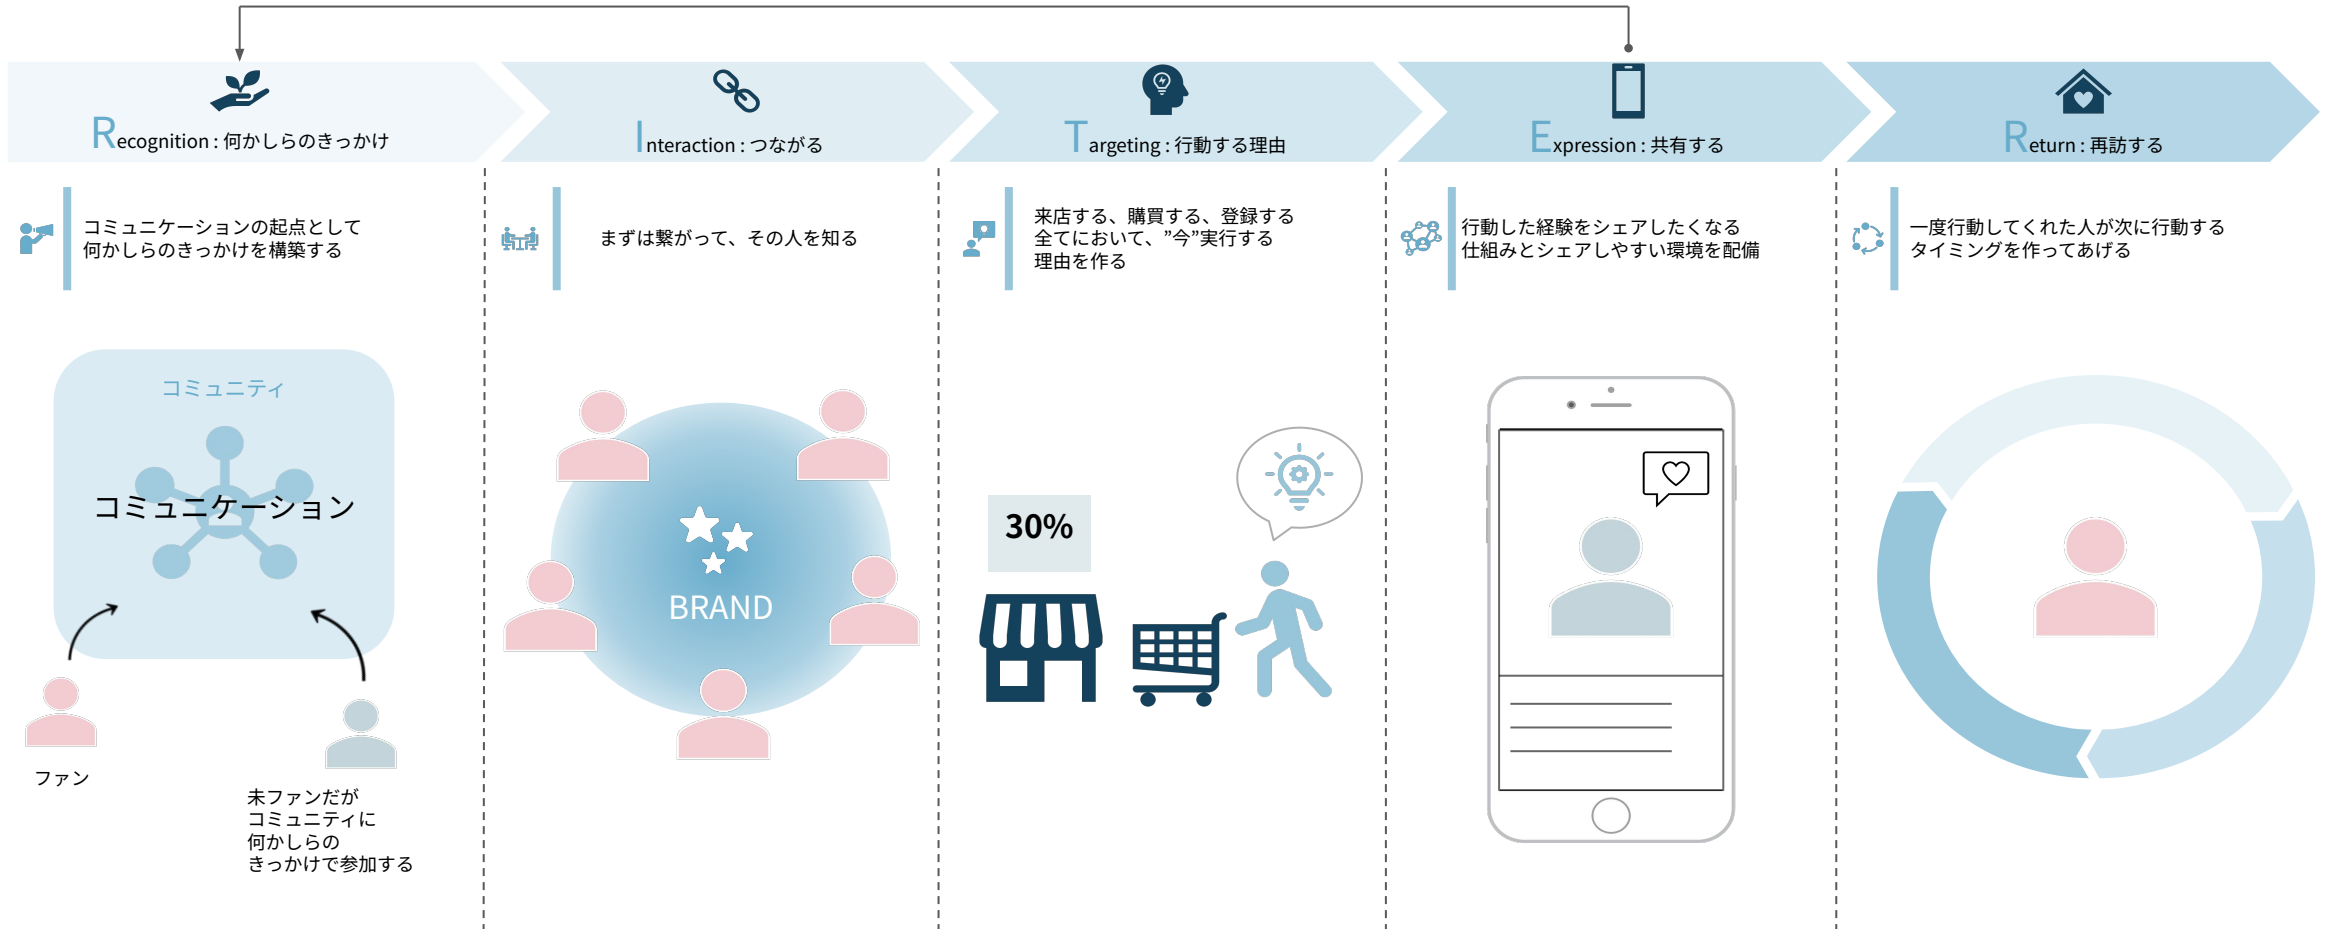 Recognition : 何かしらのきっかけ
Interaction : つながる
Targeting : 行動する理由
Expression : 共有する
Return : 再訪する
コミュニケーションの起点として
何かしらのきっかけを構築する
まずは繋がって、その人を知る
来店する、購買する、登録する
全てにおいて、”今”実行する
理由を作る
行動した経験をシェアしたくなる
仕組みとシェアしやすい環境を配備
一度行動してくれた人が次に行動する
タイミングを作ってあげる
コミュニティ
コミュニケーション
ファン
未ファンだが
コミュニティに
何かしらの
きっかけで参加する
BRAND
30%